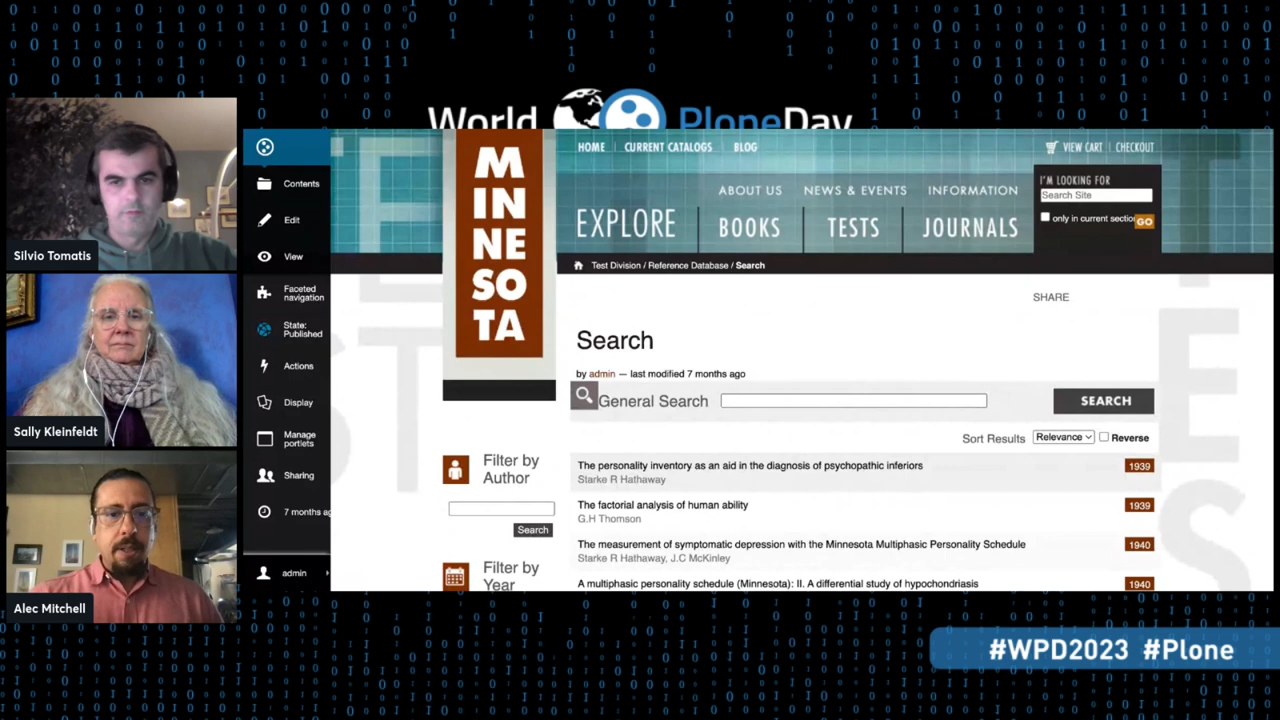 World PloneDay
Silvio Tomatis
Sally Kleinfeldt
Alec Mitchell
Contents
Edit
View
Faceted
navigation
State:
Published
Actions
Display
Manage
portlets
Sharing
7 months ag
admin
M
IN
NE
SO
TA
HOME CURRENT CATALOGS BLOG
VIEW CART | CHECKOUT
ABOUT US NEWS & EVENTS INFORMATION
EXPLORE BOOKS TESTS JOURNALS
I'M LOOKING FOR
Search Site
only in current sectio
GO
Test Division / Reference Database / Search
SHARE
Search
by admin — last modified 7 months ago
General Search
SEARCH
Sort Results Relevance Reverse
Filter by
Author
Search
Filter by
Year
The personality inventory as an aid in the diagnosis of psychopathic inferiors 1939
Starke R Hathaway
The factorial analysis of human ability 1939
G.H Thomson
The measurement of symptomatic depression with the Minnesota Multiphasic Personality Schedule 1940
Starke R Hathaway, J.C McKinley
A multiphasic personality schedule (Minnesota): II. A differential study of hypochondriasis 1940
#WPD2023 #Plone